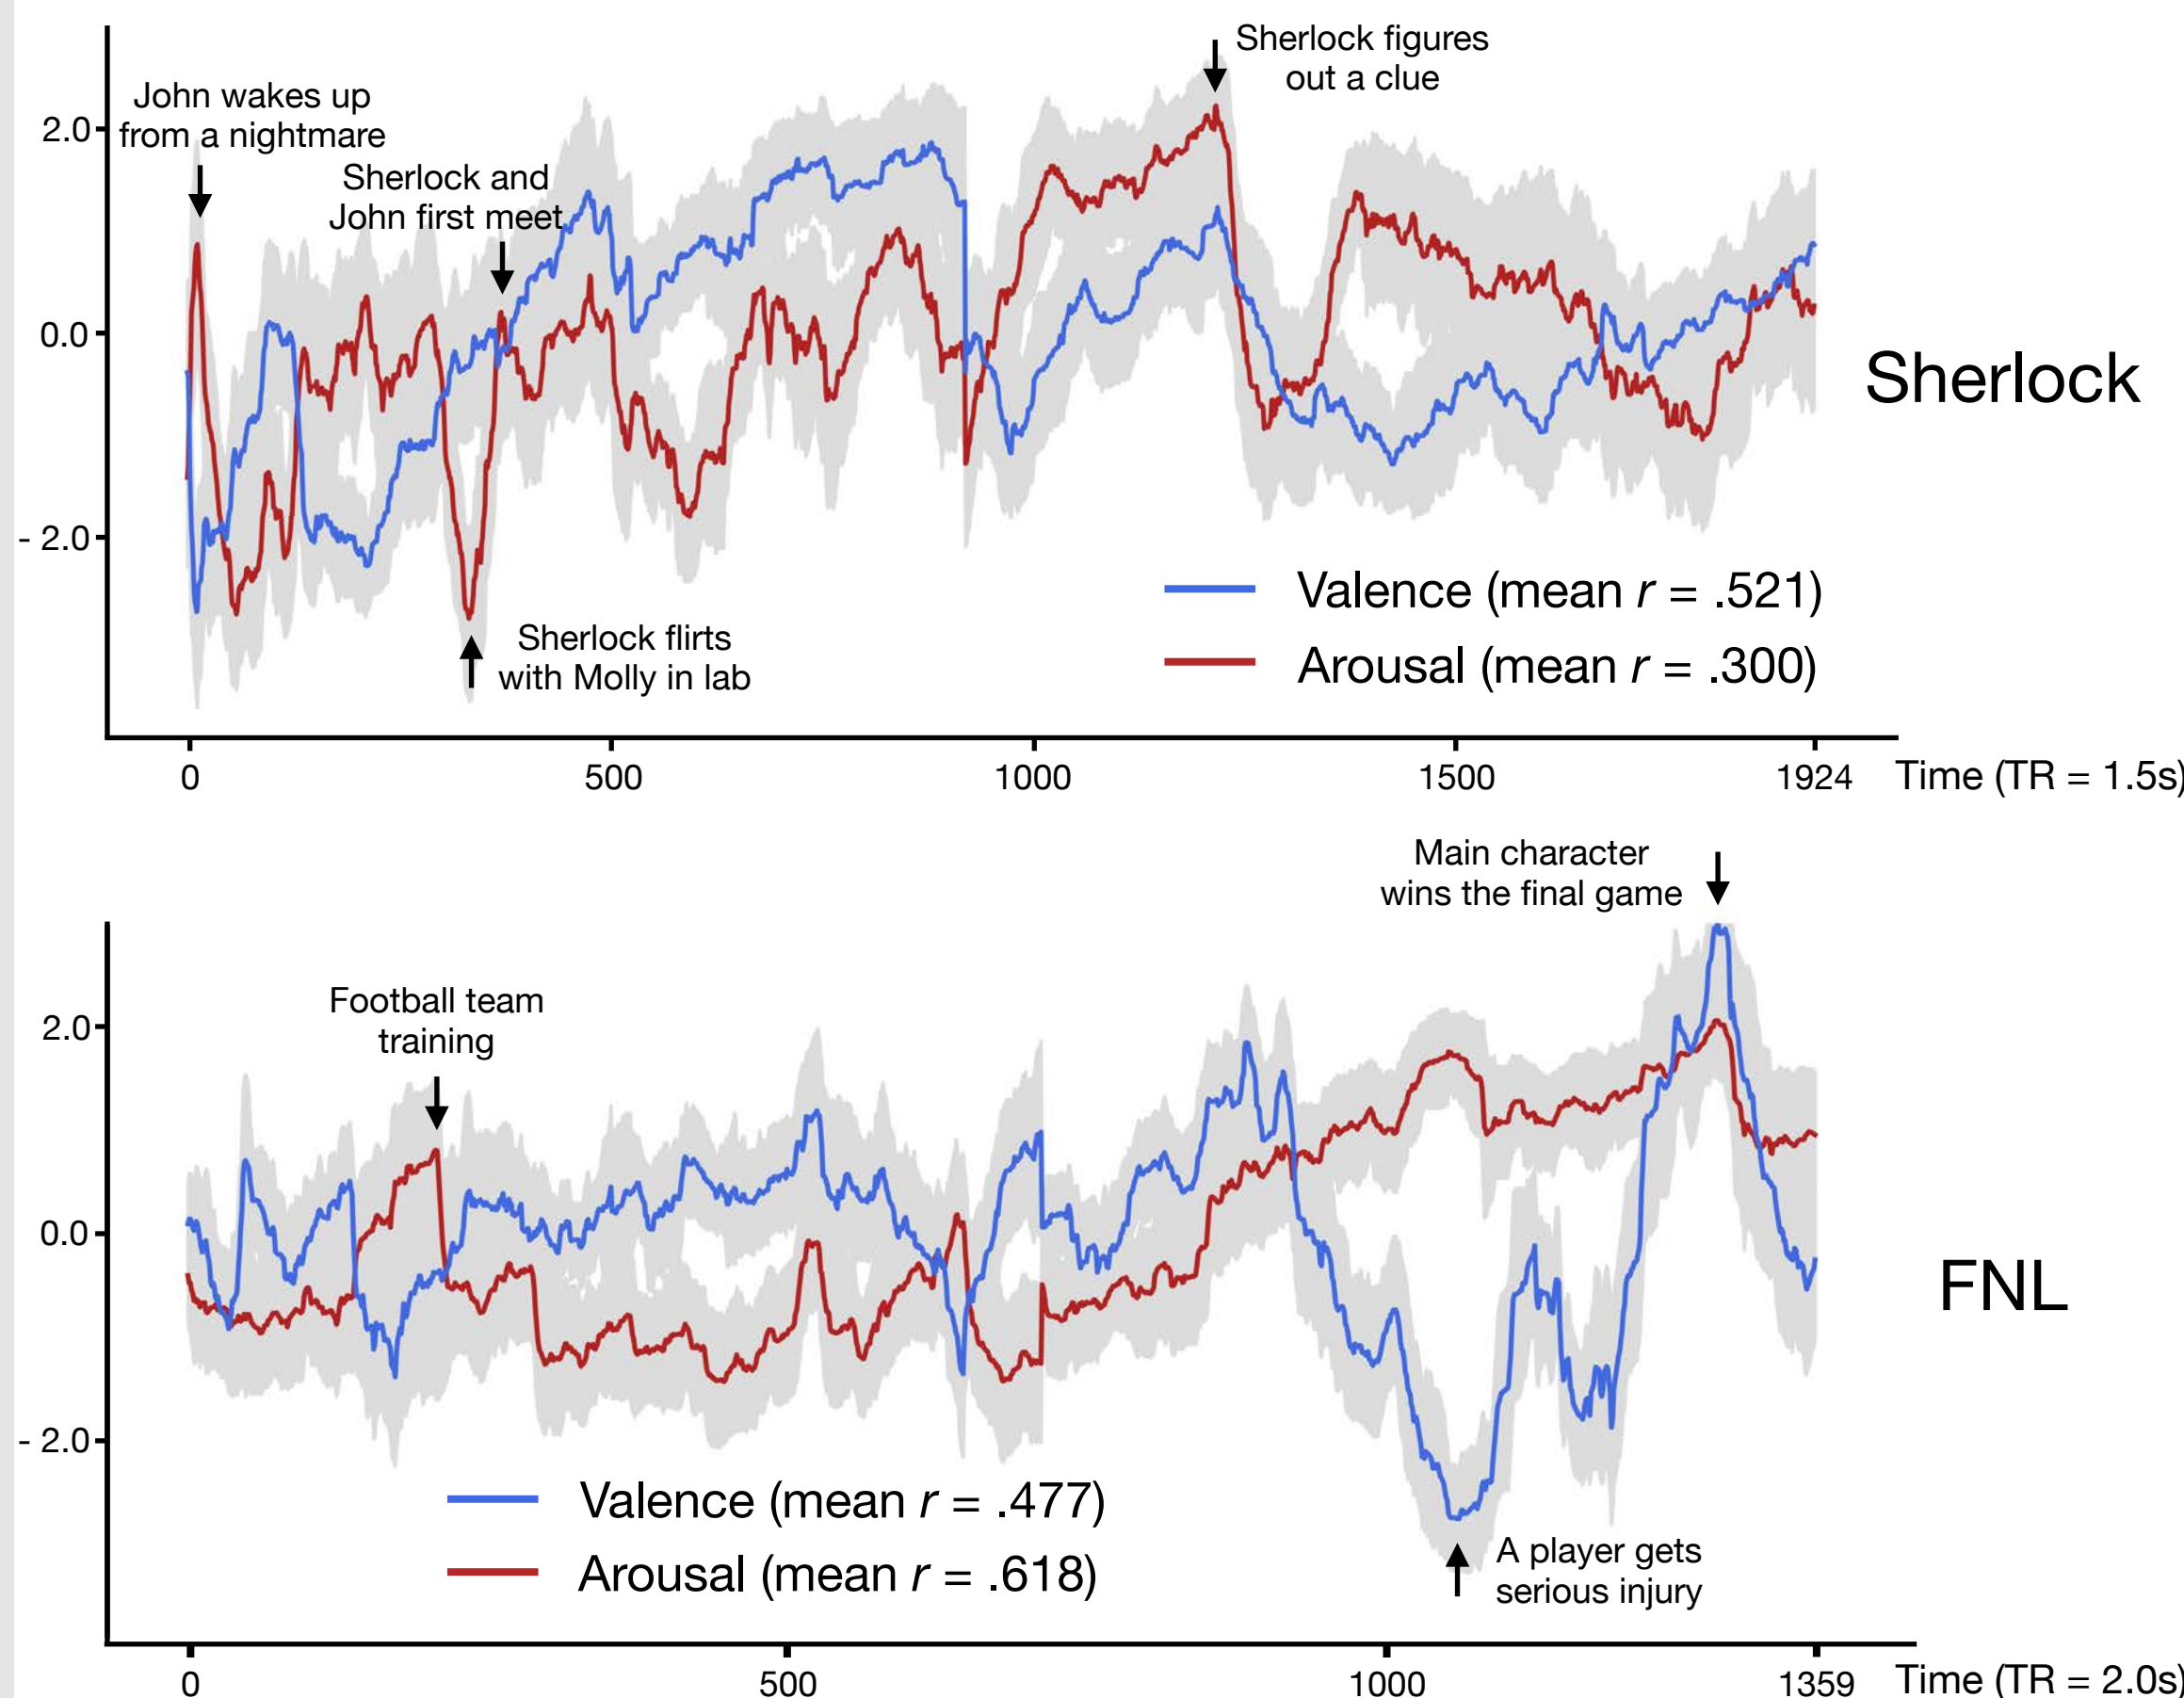 Sherlock figures
out a clue
John wakes up
from a nightmare
2.0
Sherlock and
John first meet
0.0
Sherlock
- 2.0
Valence (mean r = .521)
Sherlock flirts
with Molly in lab
Arousal (mean r = .300)
0
500
1000
1500
1924
Time (TR = 1.5s)
Main character
wins the final game
Football team
training
2.0
0.0
FNL
- 2.0
Valence (mean r = .477)
Arousal (mean r = .618)
A player gets
serious injury
0
500
1000
1359
Time (TR = 2.0s)